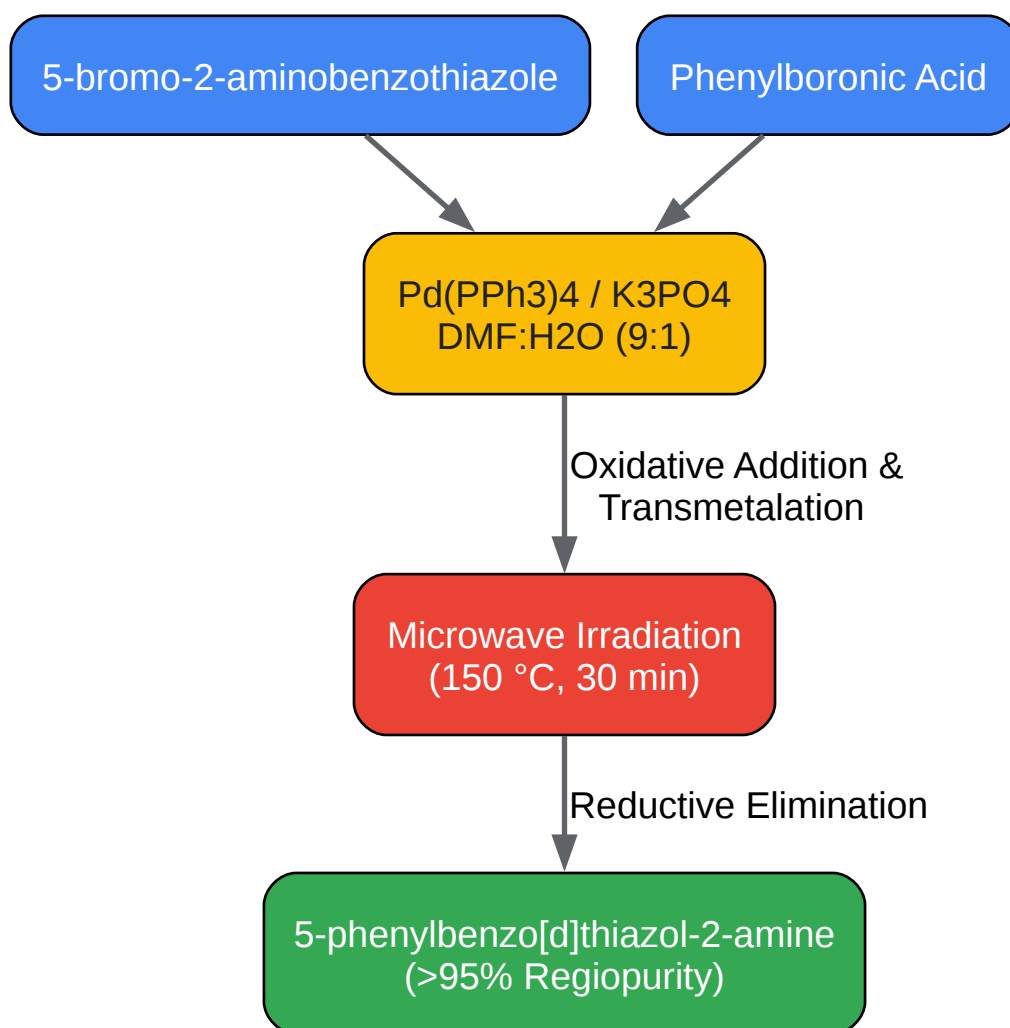 5-bromo-2-aminobenzothiazole
Phenylboronic Acid
Pd(PPh3)4 / K3PO4
DMF:H2O (9:1)
Oxidative Addition &
Transmetalation
Microwave Irradiation
(150 °C, 30 min)
Reductive Elimination
5-phenylbenzo[d]thiazol-2-amine
(>95% Regiopurity)